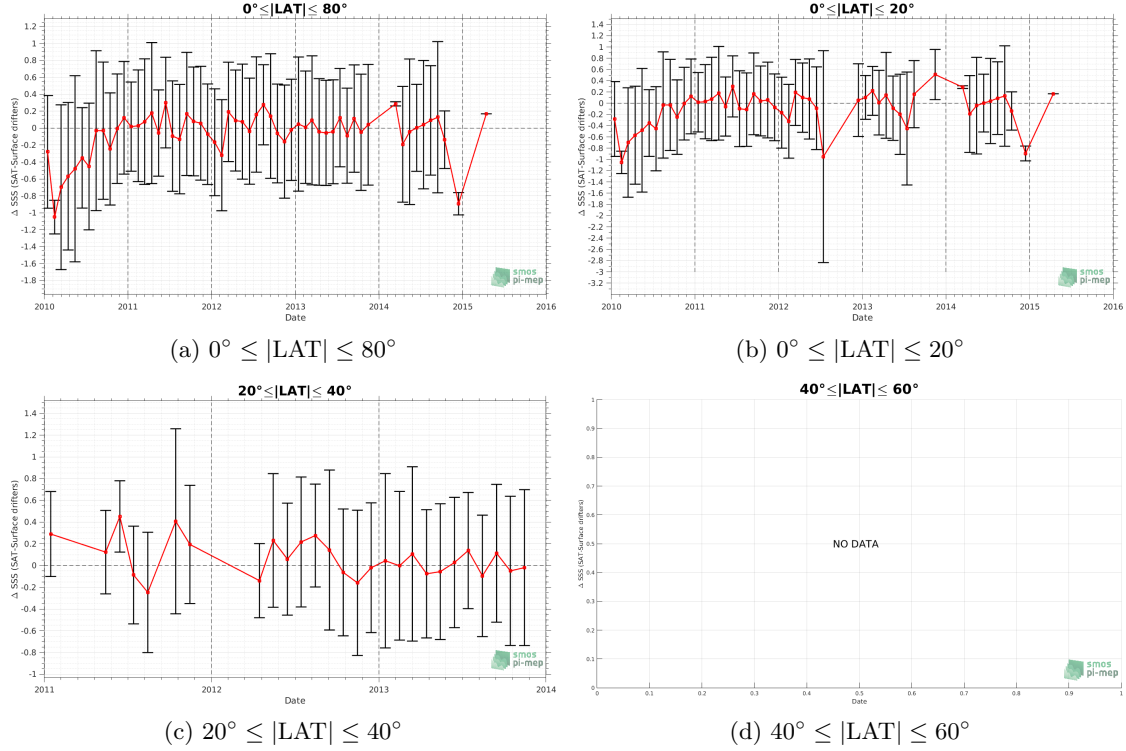 0°≤|LAT|≤ 80°
Δ SSS (SAT-Surface drifters)
1.2
1
0.8
0.6
0.4
0.2
0
-0.2
-0.4
-0.6
-0.8
-1
-1.2
-1.4
-1.6
-1.8
2010 2011 2012 2013 2014 2015 2016
Date
smos
pi-mep
(a) 0° ≤ |LAT| ≤ 80°
0°≤|LAT|≤ 20°
Δ SSS (SAT-Surface drifters)
1.4
1.2
1
0.8
0.6
0.4
0.2
0
-0.2
-0.4
-0.6
-0.8
-1
-1.2
-1.4
-1.6
-1.8
-2
-2.2
-2.4
-2.6
-2.8
-3
-3.2
2010 2011 2012 2013 2014 2015 2016
Date
smos
pi-mep
(b) 0° ≤ |LAT| ≤ 20°
20°≤|LAT|≤ 40°
Δ SSS (SAT-Surface drifters)
1.4
1.2
1
0.8
0.6
0.4
0.2
0
-0.2
-0.4
-0.6
-0.8
-1
2011 2012 2013 2014
Date
smos
pi-mep
(c) 20° ≤ |LAT| ≤ 40°
40°≤|LAT|≤ 60°
Δ SSS (SAT-Surface drifters)
1
0.9
0.8
0.7
0.6
0.5
0.4
0.3
0.2
0.1
0
NO DATA
0 0.1 0.2 0.3 0.4 0.5 0.6 0.7 0.8 0.9 1
Date
smos
pi-mep
(d) 40° ≤ |LAT| ≤ 60°